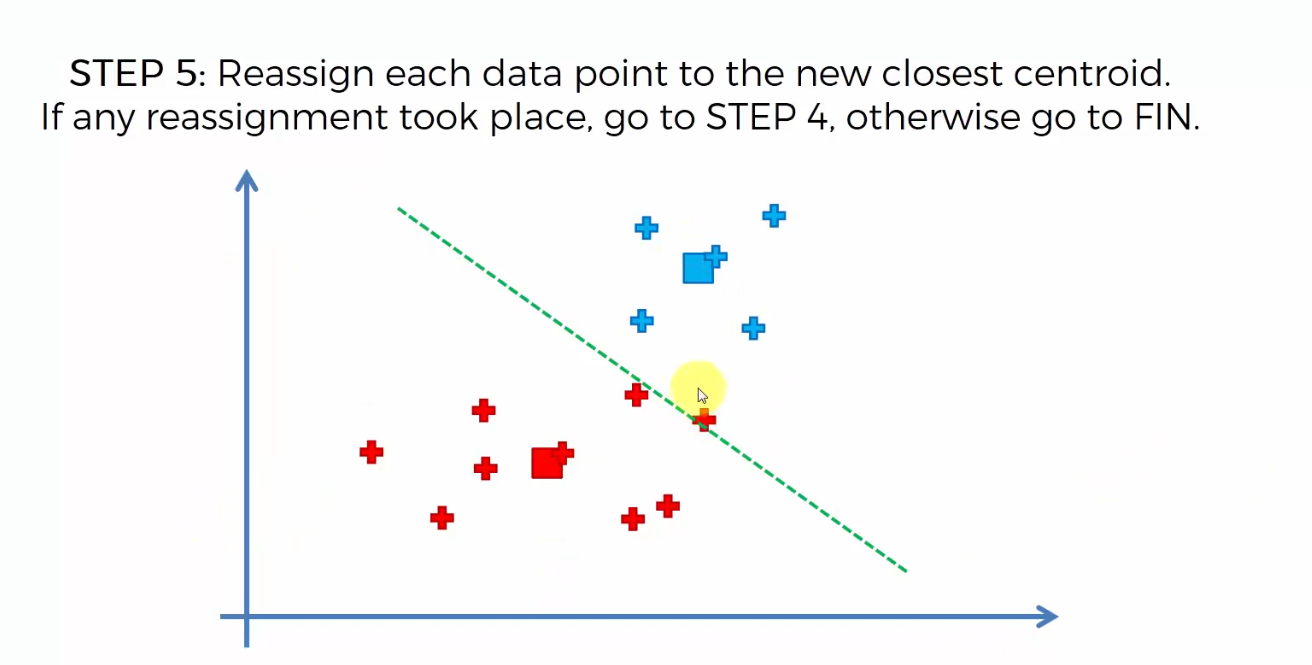 STEP 5: Reassign each data point to the new closest centroid.
If any reassignment took place, go to STEP 4, otherwise go to FIN.